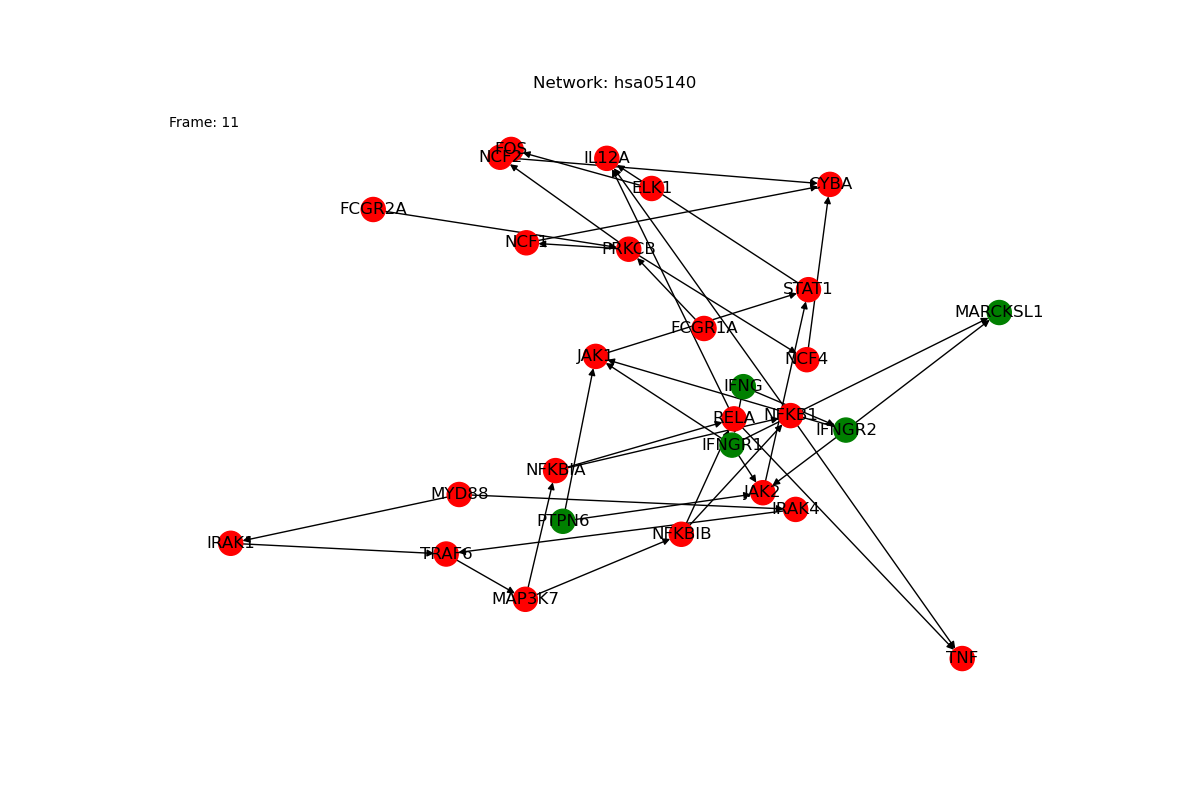 Network: hsa05140
Frame: 11
FOS
NCF2
IL12A
ELK1
CYBA
FCGR2A
NCF1
PRKCB
STAT1
MARCKSL1
FCGR1A
JAK1
NCF4
IFNG
RELA
NFKB1
IFNGR2
IFNGR1
NFKBIA
MYD88
JAK2
IRAK4
PTPN6
NFKBIB
IRAK1
TRAF6
MAP3K7
TNF